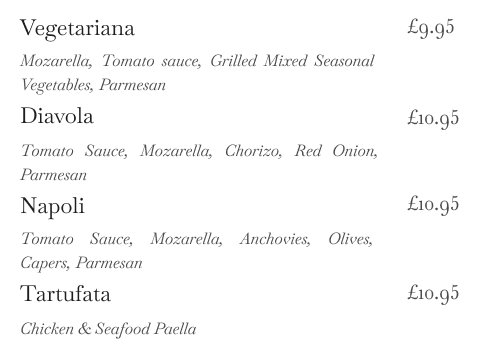 Vegetariana £9.95
Mozarella, Tomato sauce, Grilled Mixed Seasonal
Vegetables, Parmesan
Diavola £10.95
Tomato Sauce, Mozarella, Chorizo, Red Onion,
Parmesan
Napoli £10.95
Tomato Sauce, Mozarella, Anchovies, Olives,
Capers, Parmesan
Tartufata £10.95
Chicken & Seafood Paella